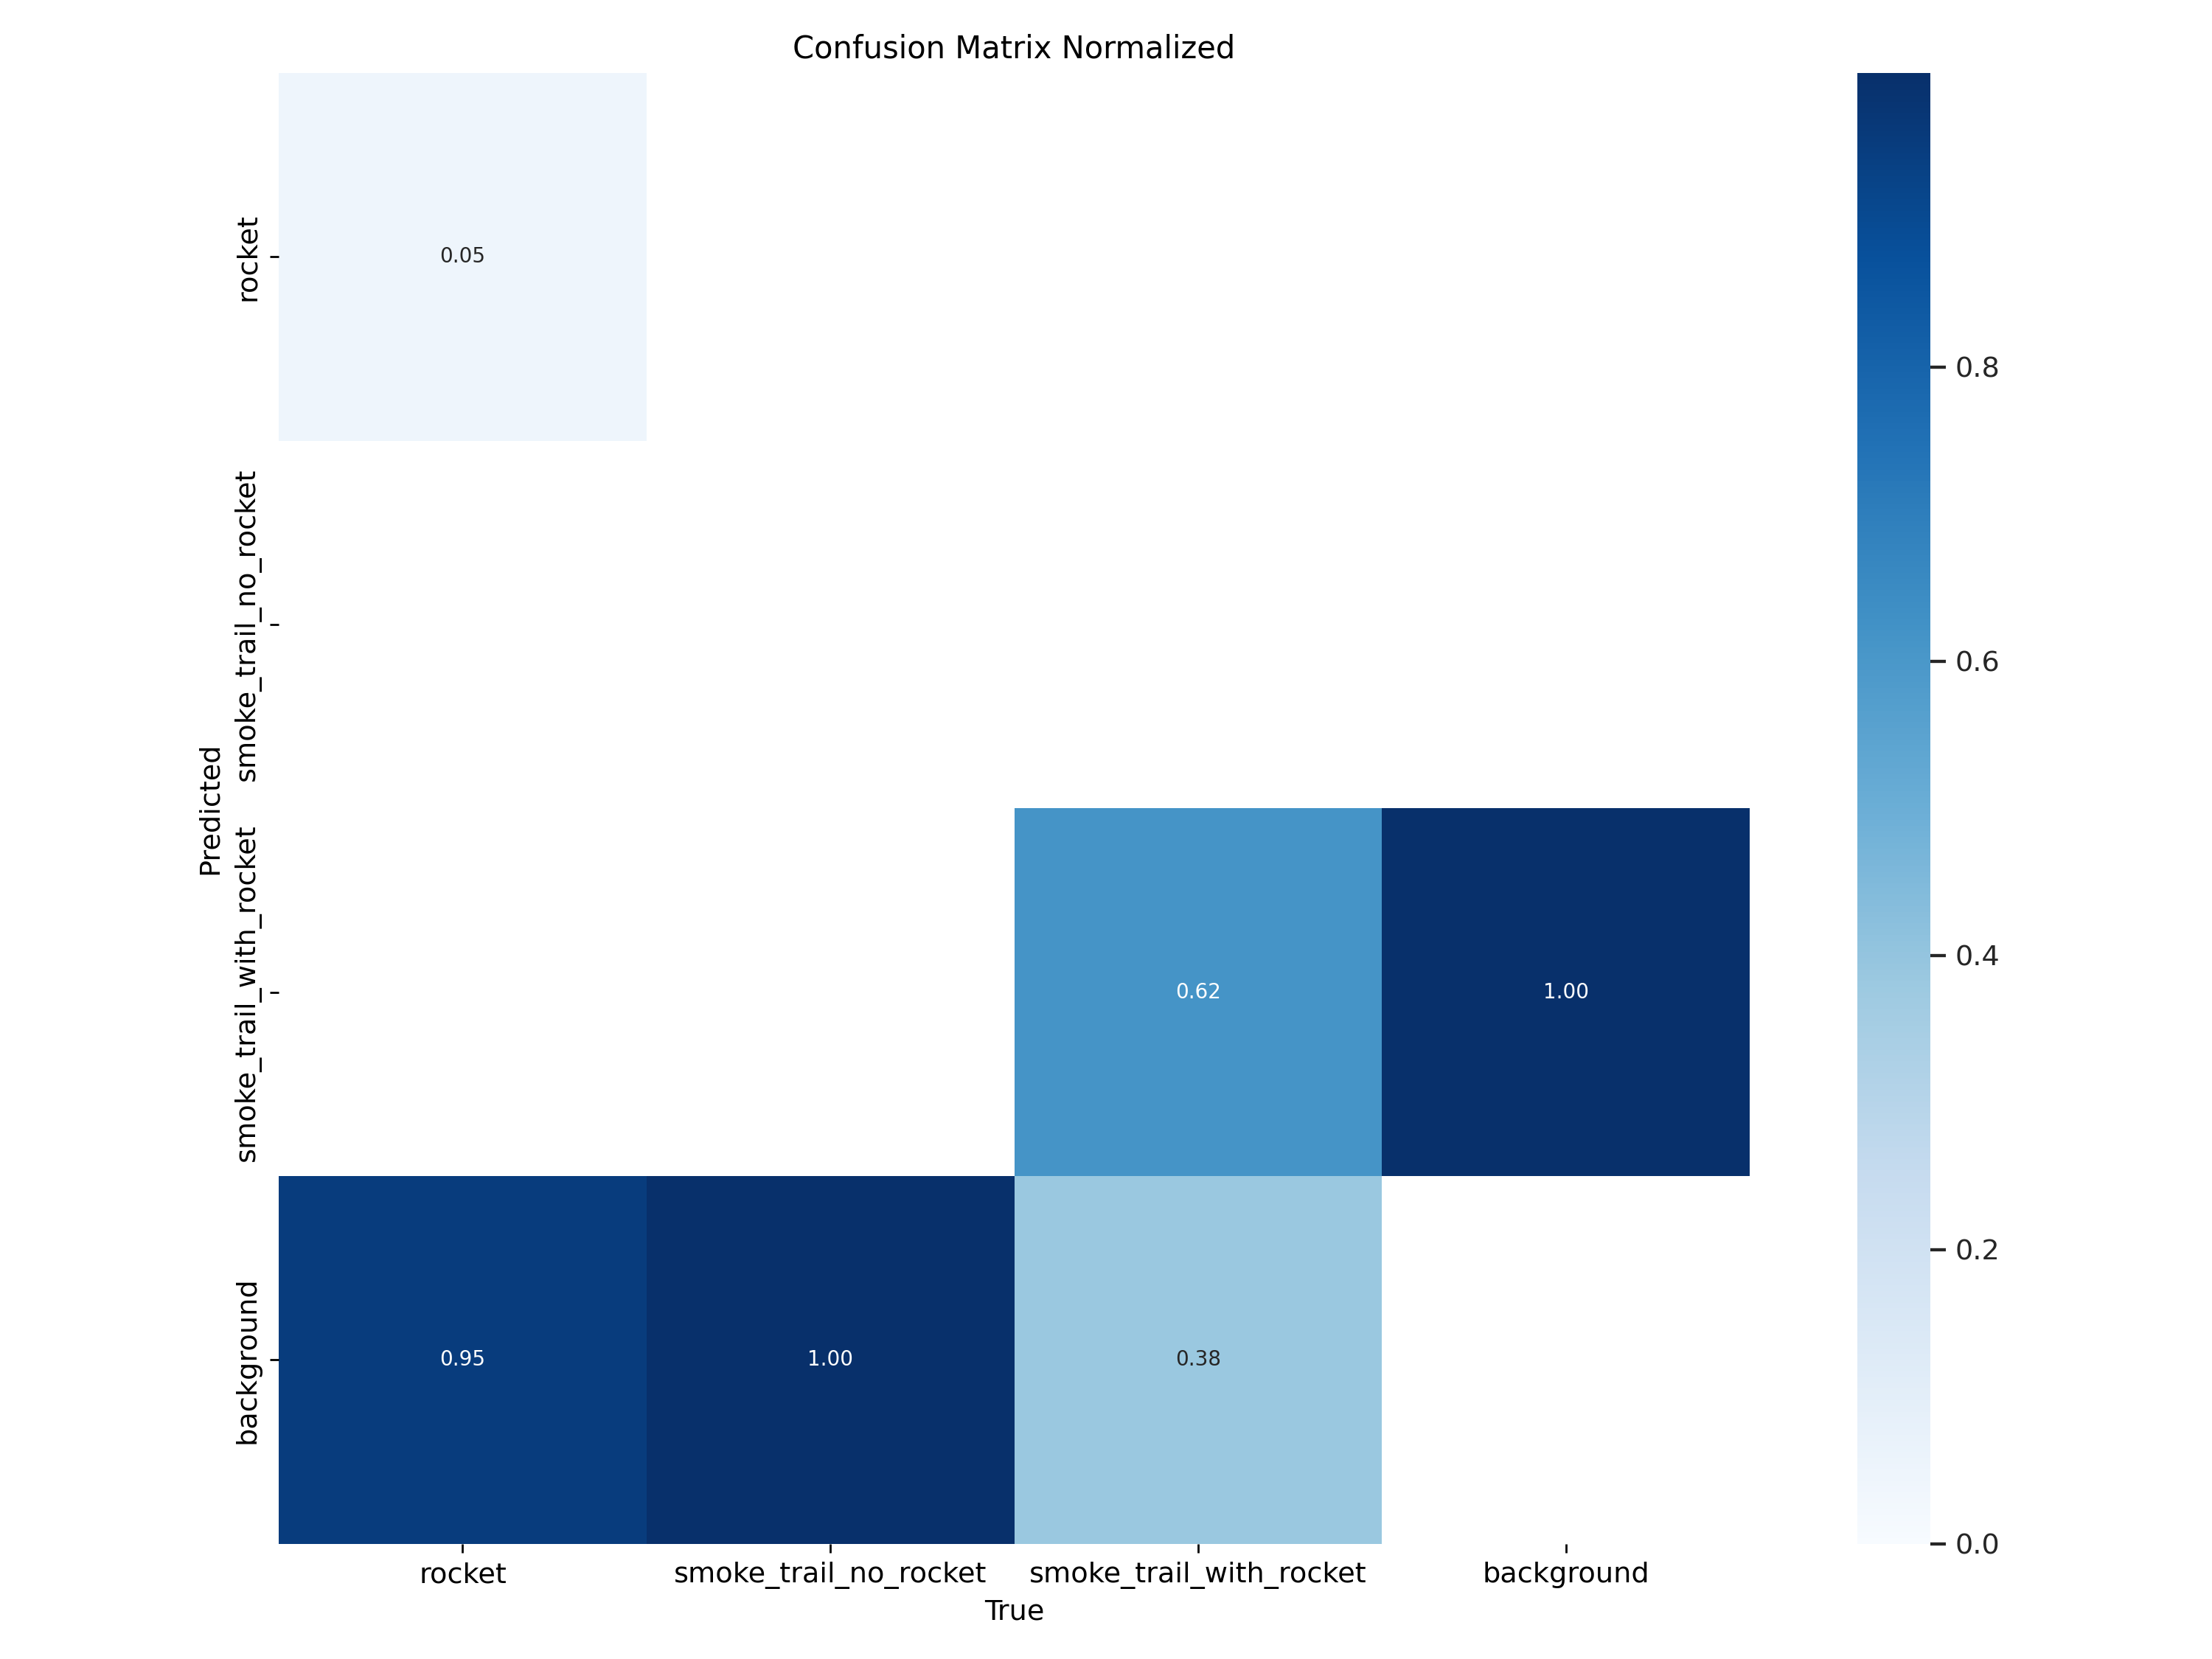 Confusion Matrix Normalized
rocket
smoke_trail_no_rocket
smoke_trail_with_rocket
background
Predicted
0.05
0.62
1.00
0.95
1.00
0.38
rocket
smoke_trail_no_rocket
smoke_trail_with_rocket
background
True
0.8
0.6
0.4
0.2
0.0